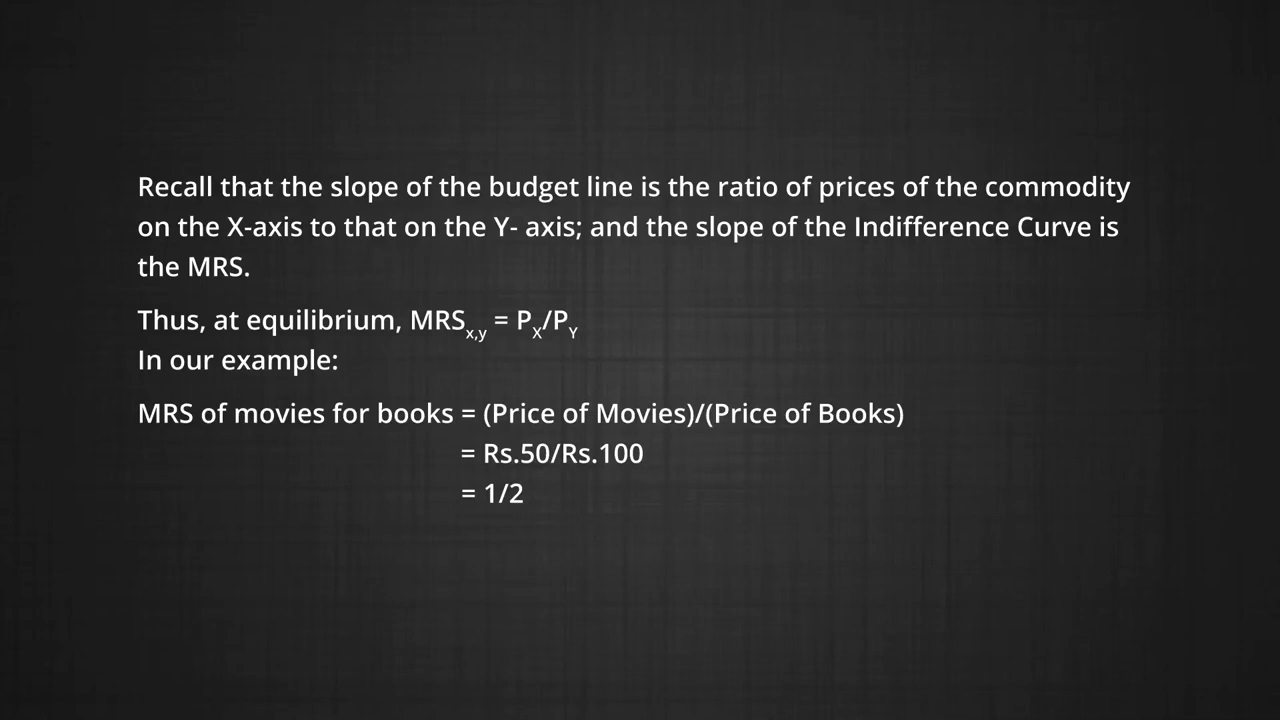 Recall that the slope of the budget line is the ratio of prices of the commodity
on the X-axis to that on the Y- axis; and the slope of the Indifference Curve is
the MRS.
Thus, at equilibrium, MRSx,y = PX/PY
In our example:
MRS of movies for books = (Price of Movies)/(Price of Books)
= Rs.50/Rs.100
= 1/2